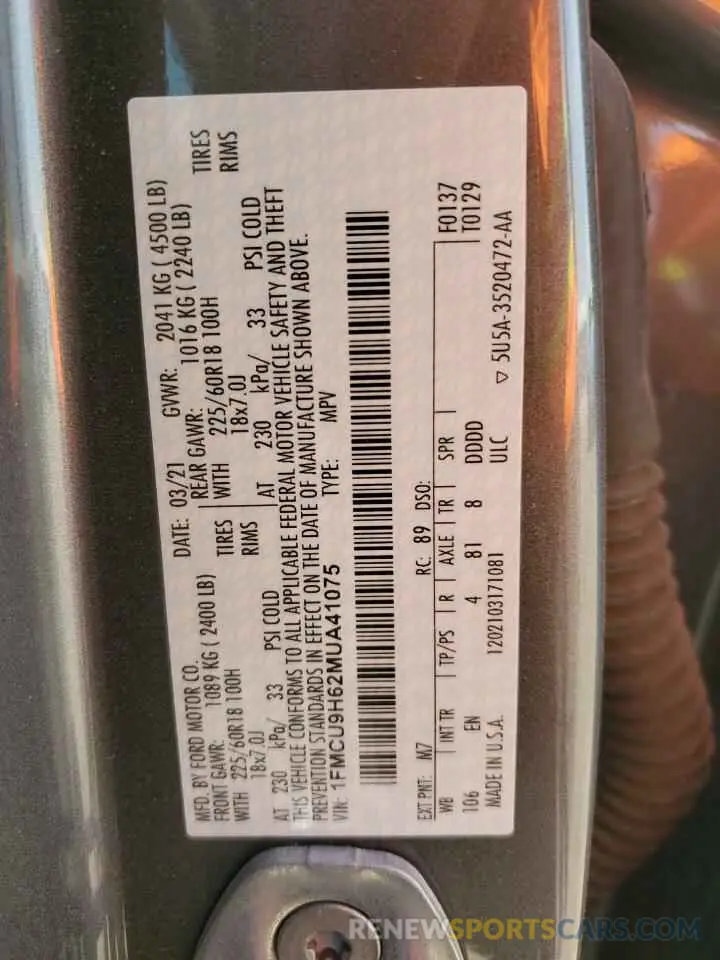 MFD. BY FORD MOTOR CO.
DATE: 03/21 GVWR: 2041 KG ( 4500 LB)
FRONT GAWR: 1089 KG ( 2400 LB) REAR GAWR: 1016 KG ( 2240 LB)
WITH 225/60R18 100H TIRES WITH 225/60R18 100H TIRES
18x7.0J RIMS 18x7.0J RIMS
AT 230 kPa/ 33 PSI COLD AT 230 kPa/ 33 PSI COLD
THIS VEHICLE CONFORMS TO ALL APPLICABLE FEDERAL MOTOR VEHICLE SAFETY AND THEFT
PREVENTION STANDARDS IN EFFECT ON THE DATE OF MANUFACTURE SHOWN ABOVE.
VIN: 1FMCU9H62MUA41075 TYPE: MPV
EXT PNT: M7 RC: 89 DSO: F0137
WB INT TR TP/PS R AXLE TR SPR T0129
106 EN 4 81 8 DDDD
MADE IN U.S.A. 1202103171081 ULC ▽ 5U5A-3520472-AA
RENEWSPORTSCARS.COM